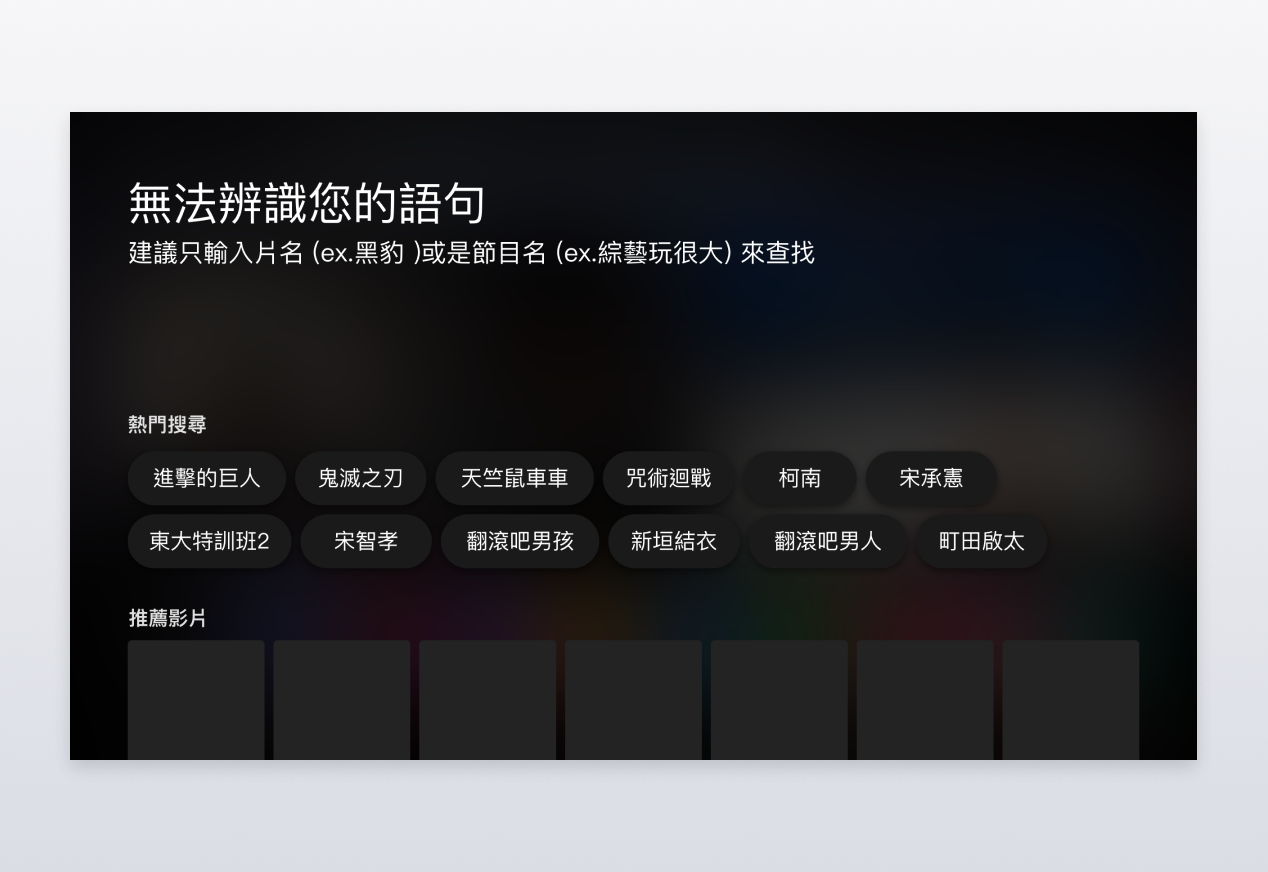 無法辨識您的語句
建議只輸入片名 (ex.黑豹 )或是節目名 (ex.綜藝玩很大) 來查找
熱門搜尋
進擊的巨人 鬼滅之刃 天竺鼠車車 咒術迴戰 柯南 宋承憲
東大特訓班2 宋智孝 翻滾吧男孩 新垣結衣 翻滾吧男人 町田啟太
推薦影片